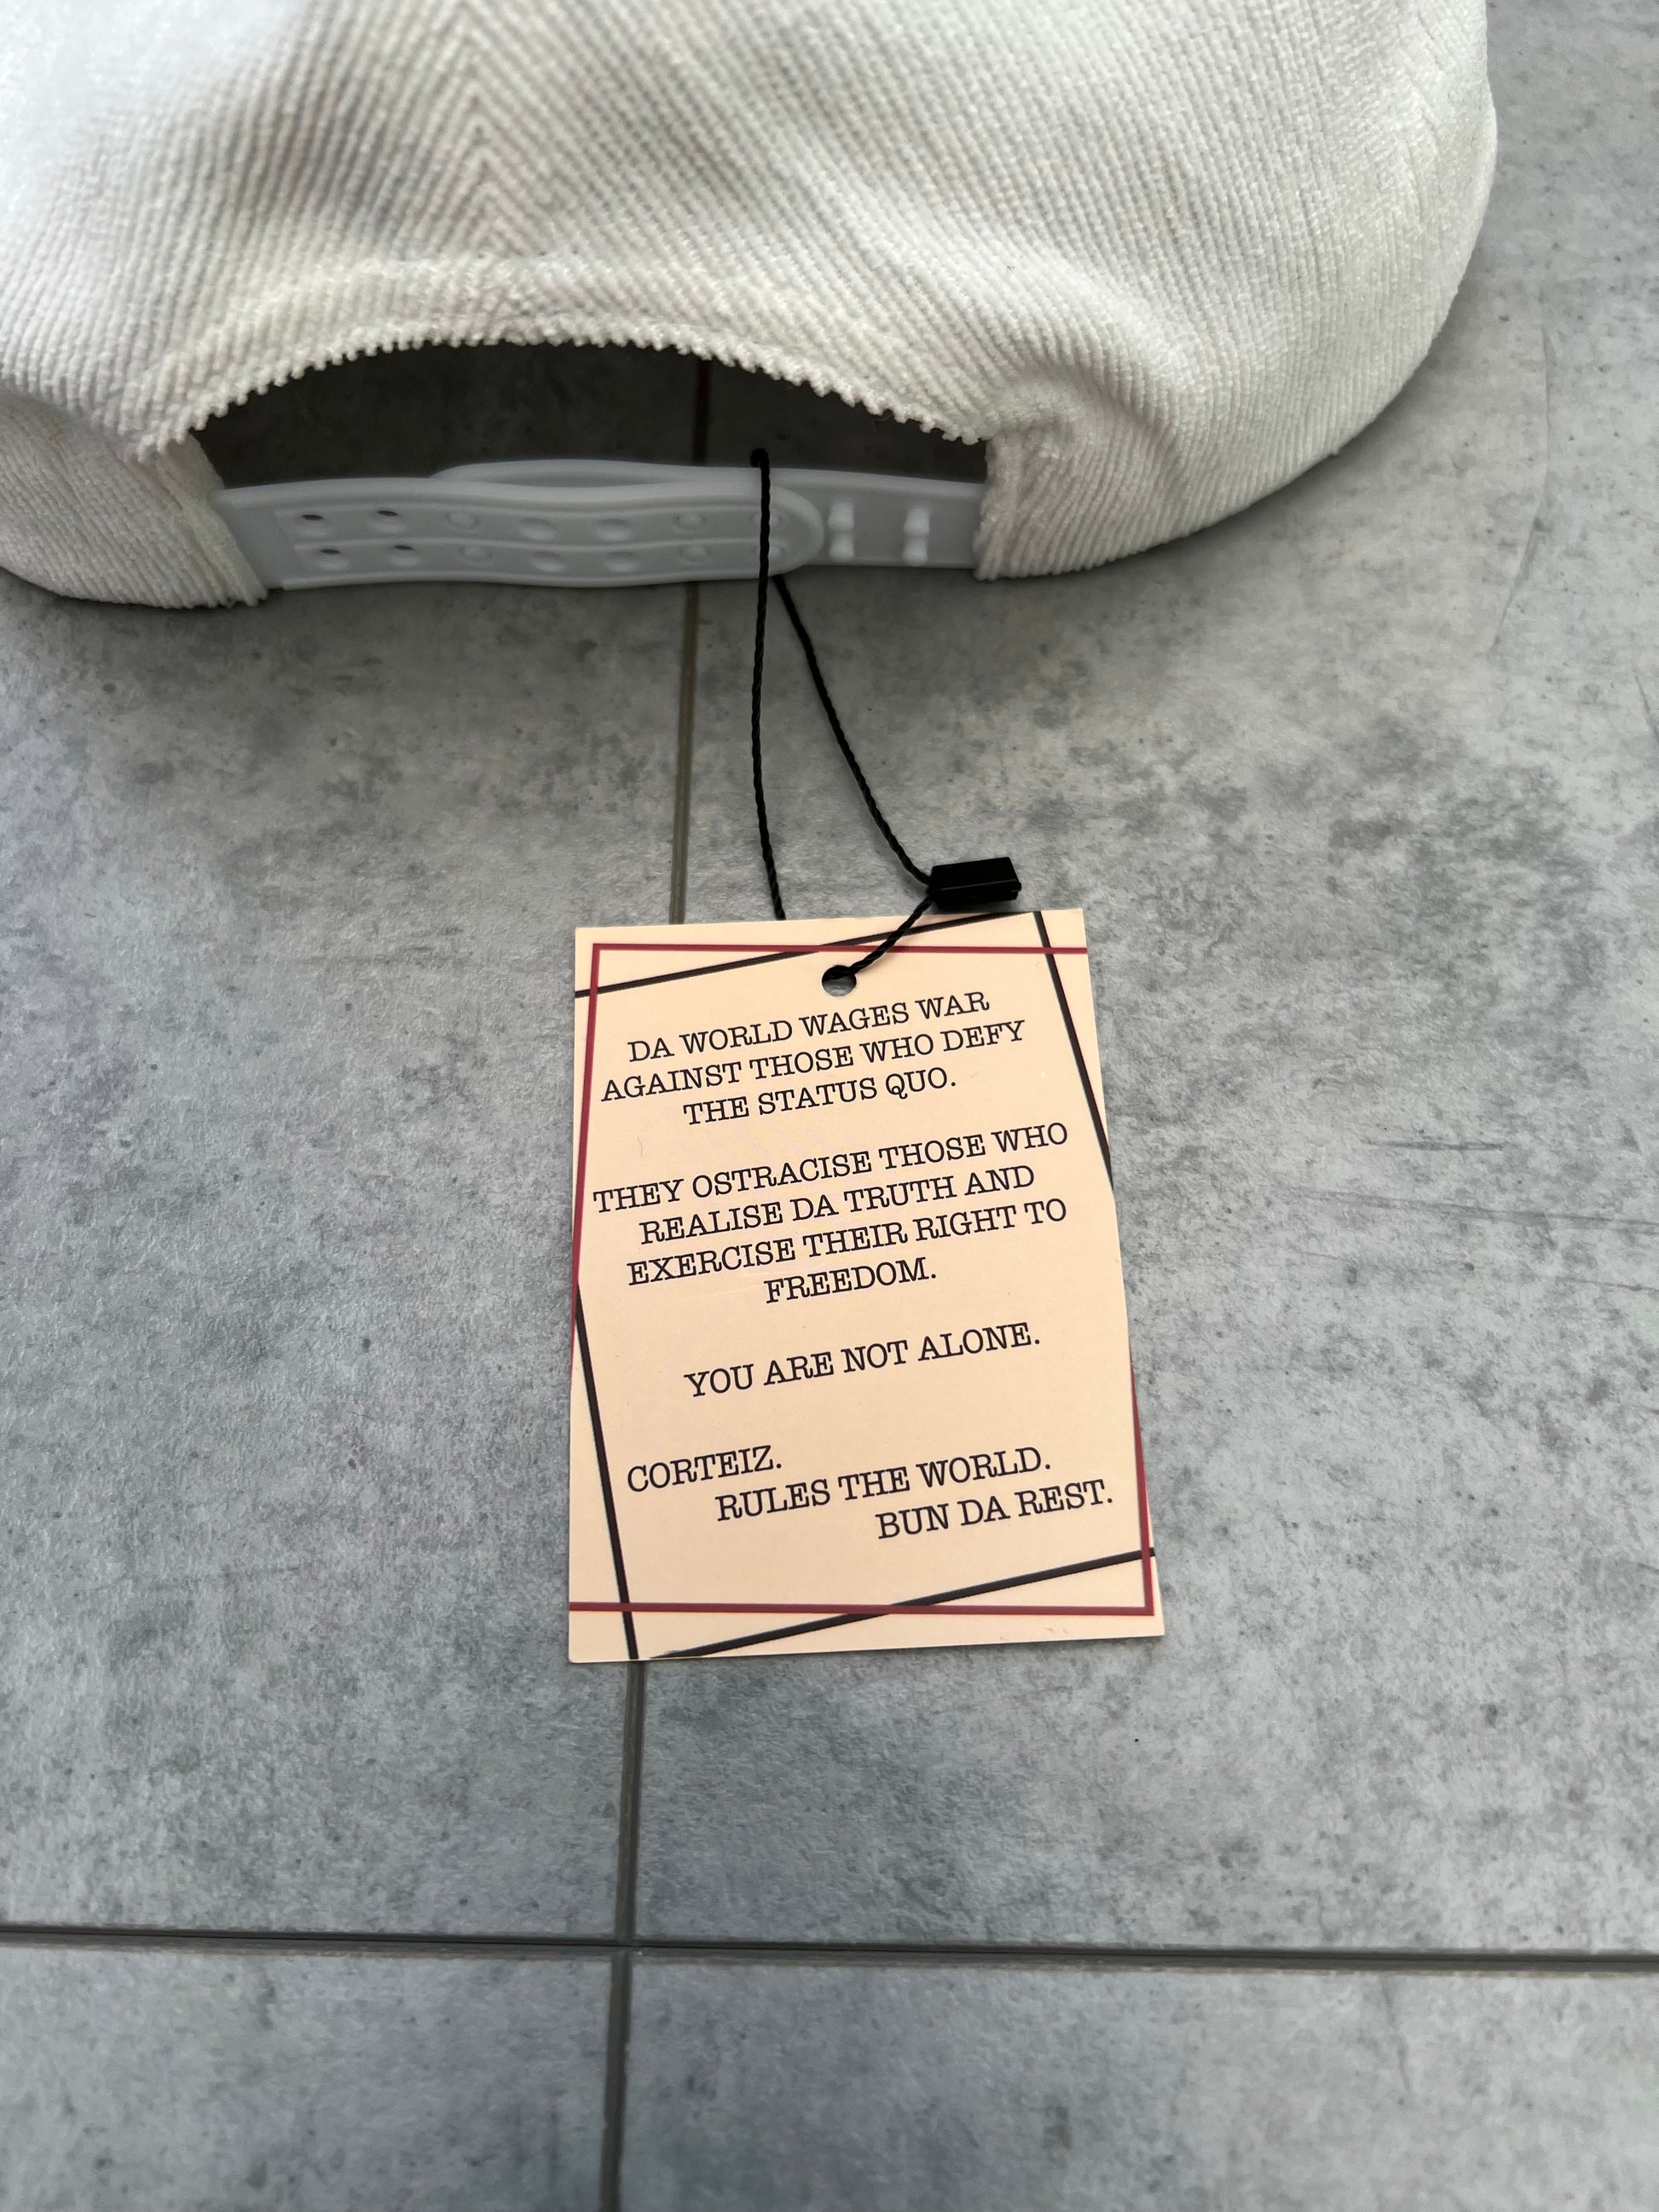 DA WORLD WAGES WAR
AGAINST THOSE WHO DEFY
THE STATUS QUO.
THEY OSTRACISE THOSE WHO
REALISE DA TRUTH AND
EXERCISE THEIR RIGHT TO
FREEDOM.
YOU ARE NOT ALONE.
CORTEIZ.
RULES THE WORLD.
BUN DA REST.